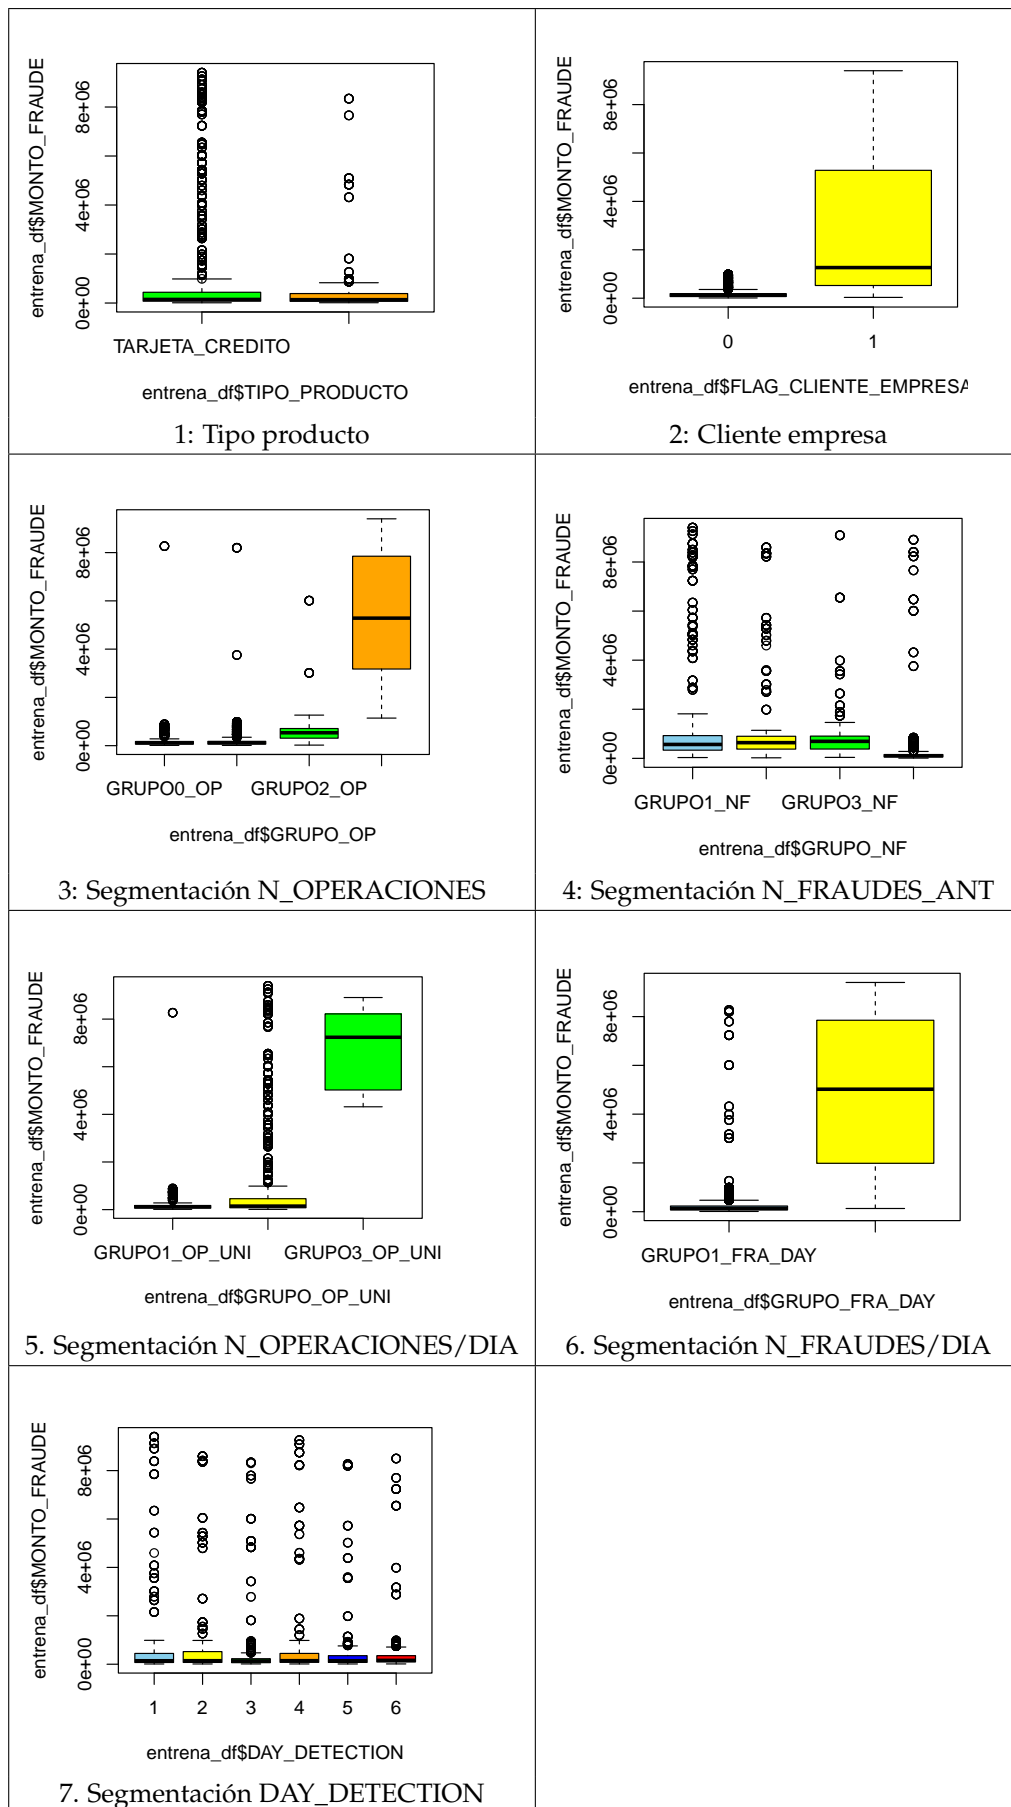 entrena_df$MONTO_FRAUDE
0e+00 4e+06 8e+06
TARJETA_CREDITO
entrena_df$TIPO_PRODUCTO
1: Tipo producto
entrena_df$MONTO_FRAUDE
0e+00 4e+06 8e+06
0 1
entrena_df$FLAG_CLIENTE_EMPRESA
2: Cliente empresa
entrena_df$MONTO_FRAUDE
0e+00 4e+06 8e+06
GRUPO0_OP GRUPO2_OP
entrena_df$GRUPO_OP
3: Segmentación N_OPERACIONES
entrena_df$MONTO_FRAUDE
0e+00 4e+06 8e+06
GRUPO1_NF GRUPO3_NF
entrena_df$GRUPO_NF
4: Segmentación N_FRAUDES_ANT
entrena_df$MONTO_FRAUDE
0e+00 4e+06 8e+06
GRUPO1_OP_UNI GRUPO3_OP_UNI
entrena_df$GRUPO_OP_UNI
5. Segmentación N_OPERACIONES/DIA
entrena_df$MONTO_FRAUDE
0e+00 4e+06 8e+06
GRUPO1_FRA_DAY
entrena_df$GRUPO_FRA_DAY
6. Segmentación N_FRAUDES/DIA
entrena_df$MONTO_FRAUDE
0e+00 4e+06 8e+06
1 2 3 4 5 6
entrena_df$DAY_DETECTION
7. Segmentación DAY_DETECTION